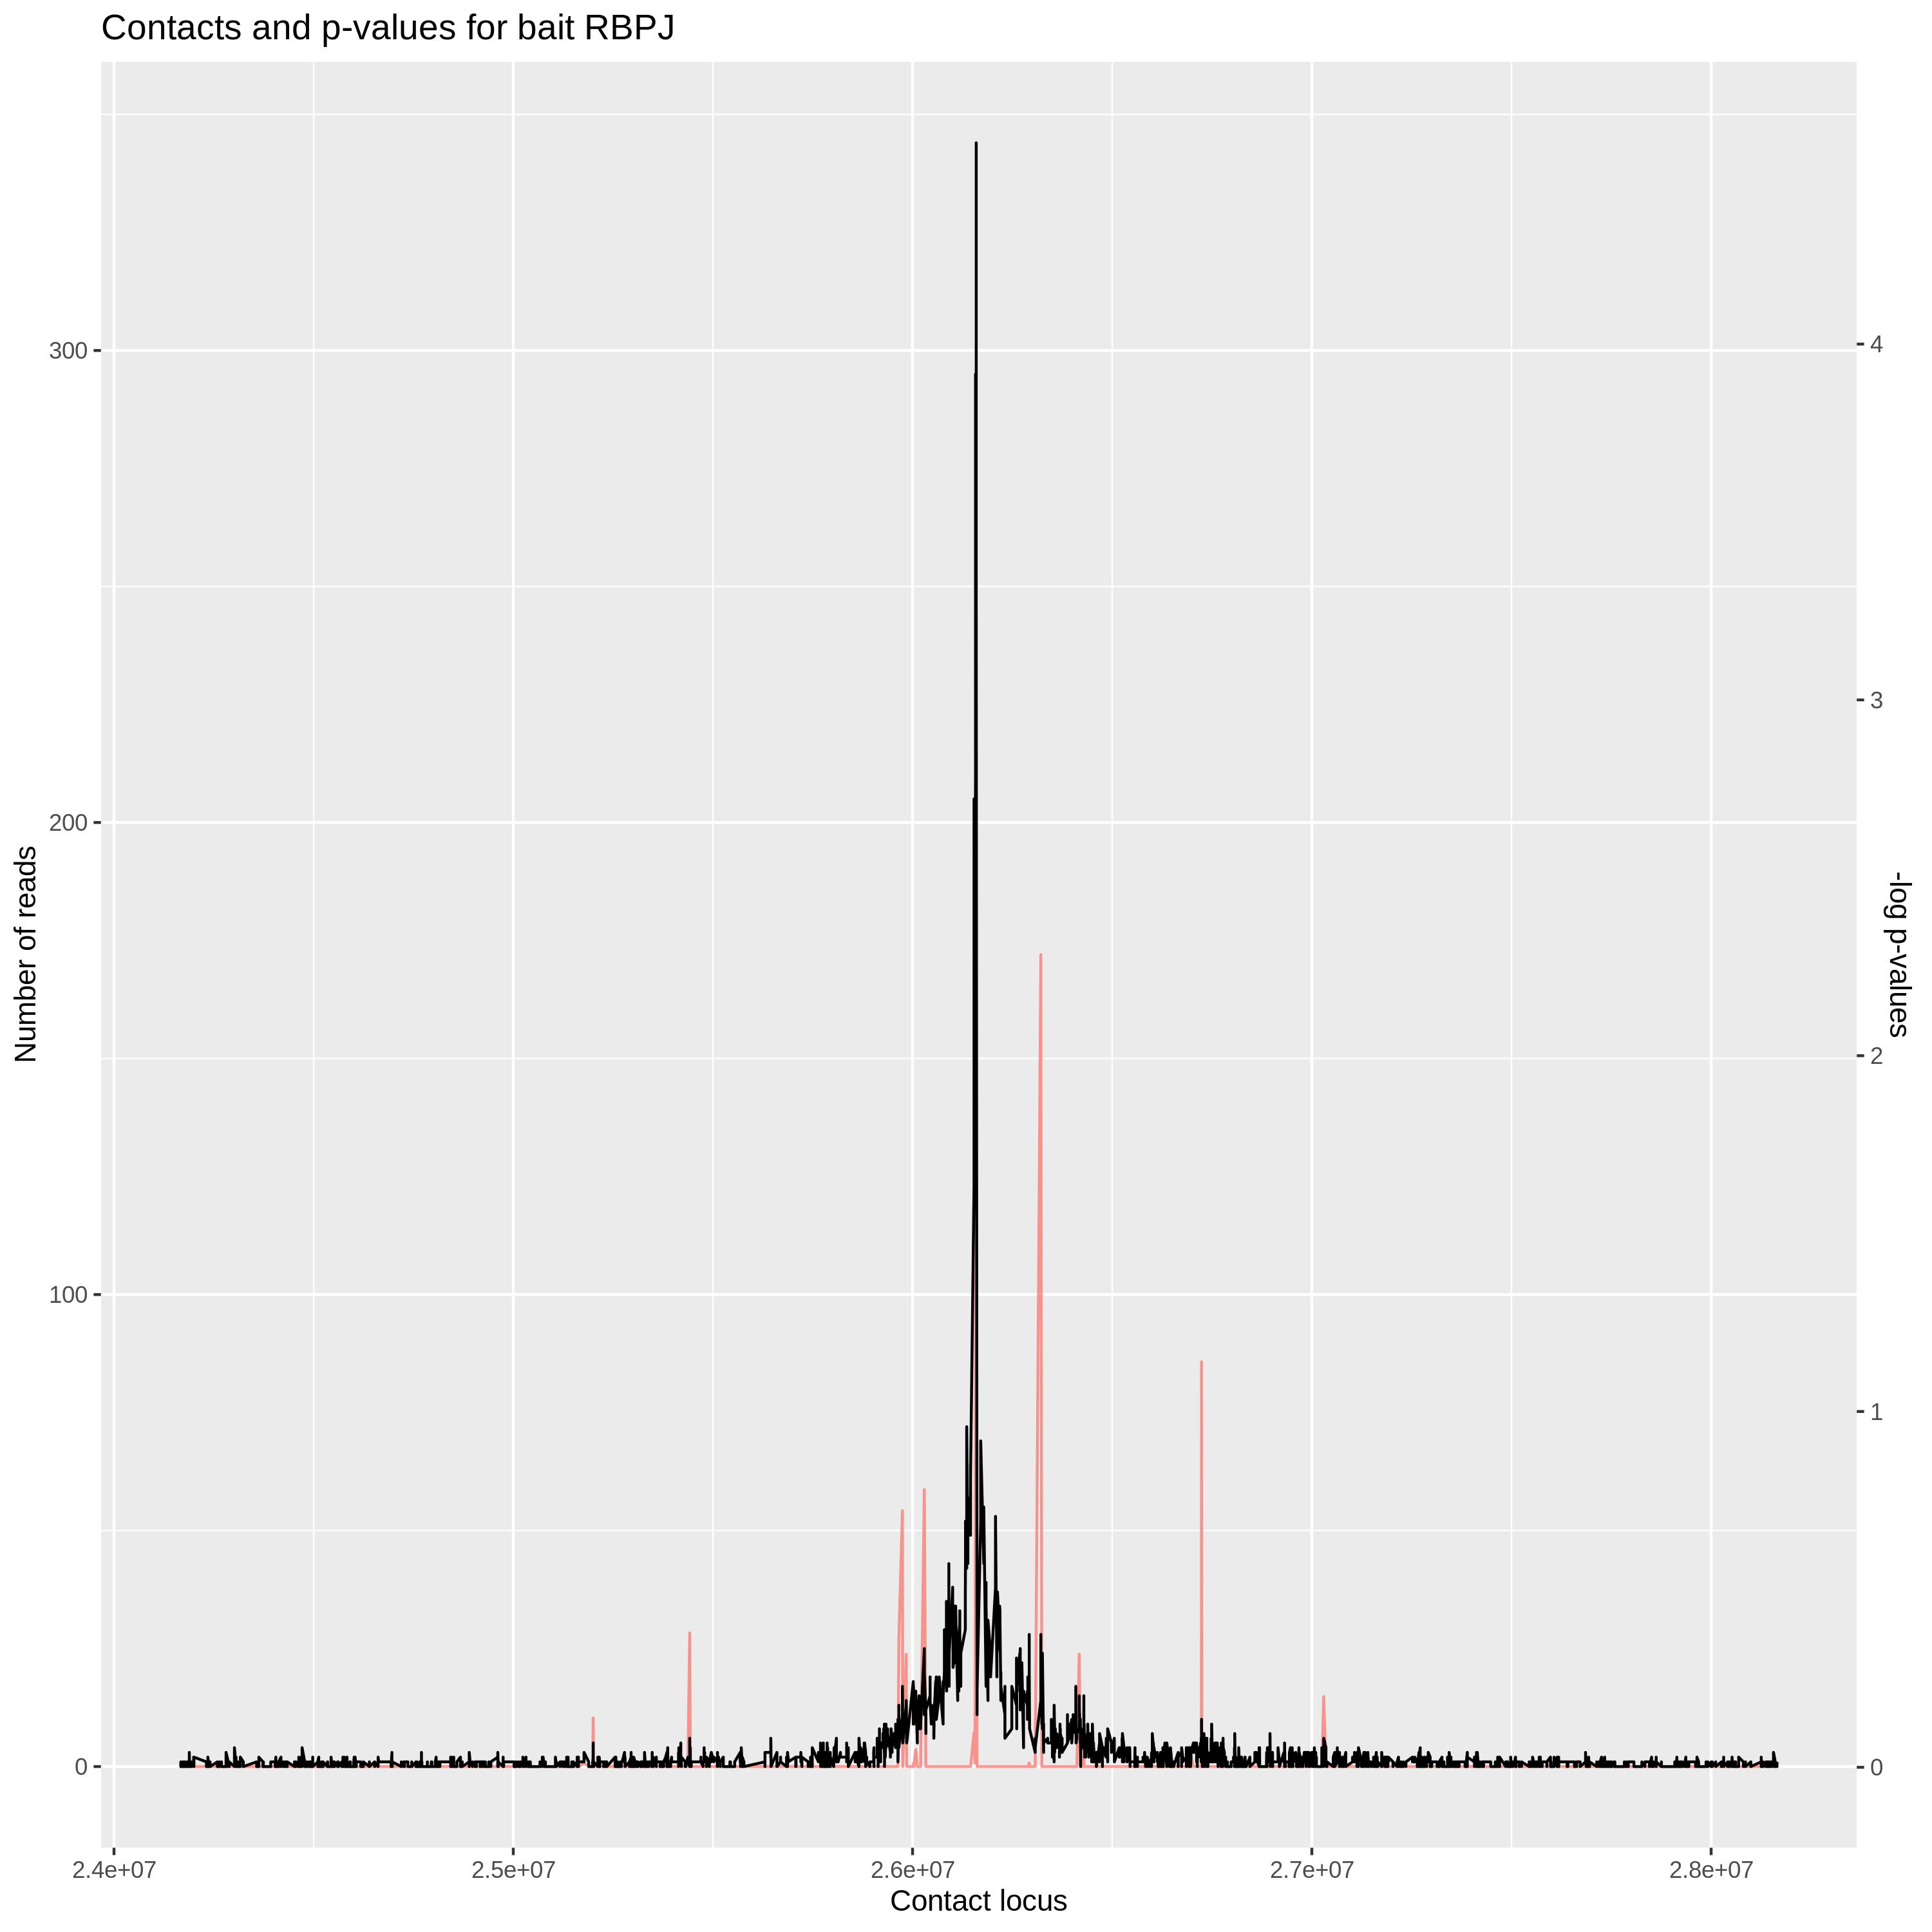 Contacts and p-values for bait RBPJ
300
200
100
0
Number of reads
4
3
2
1
0
-log p-values
2.4e+07 2.5e+07 2.6e+07 2.7e+07 2.8e+07
Contact locus